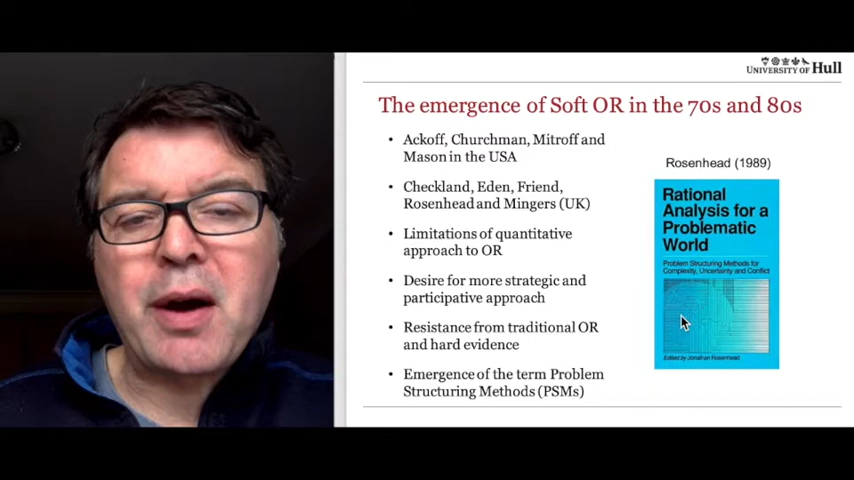 UNIVERSITY OF Hull
The emergence of Soft OR in the 70s and 80s
• Ackoff, Churchman, Mitroff and
Mason in the USA
• Checkland, Eden, Friend,
Rosenhead and Mingers (UK)
• Limitations of quantitative
approach to OR
• Desire for more strategic and
participative approach
• Resistance from traditional OR
and hard evidence
• Emergence of the term Problem
Structuring Methods (PSMs)
Rosenhead (1989)
Rational
Analysis for a
Problematic
World
Problem Structuring Methods for
Complexity, Uncertainty and Conflict
Edited by Jonathan Rosenhead